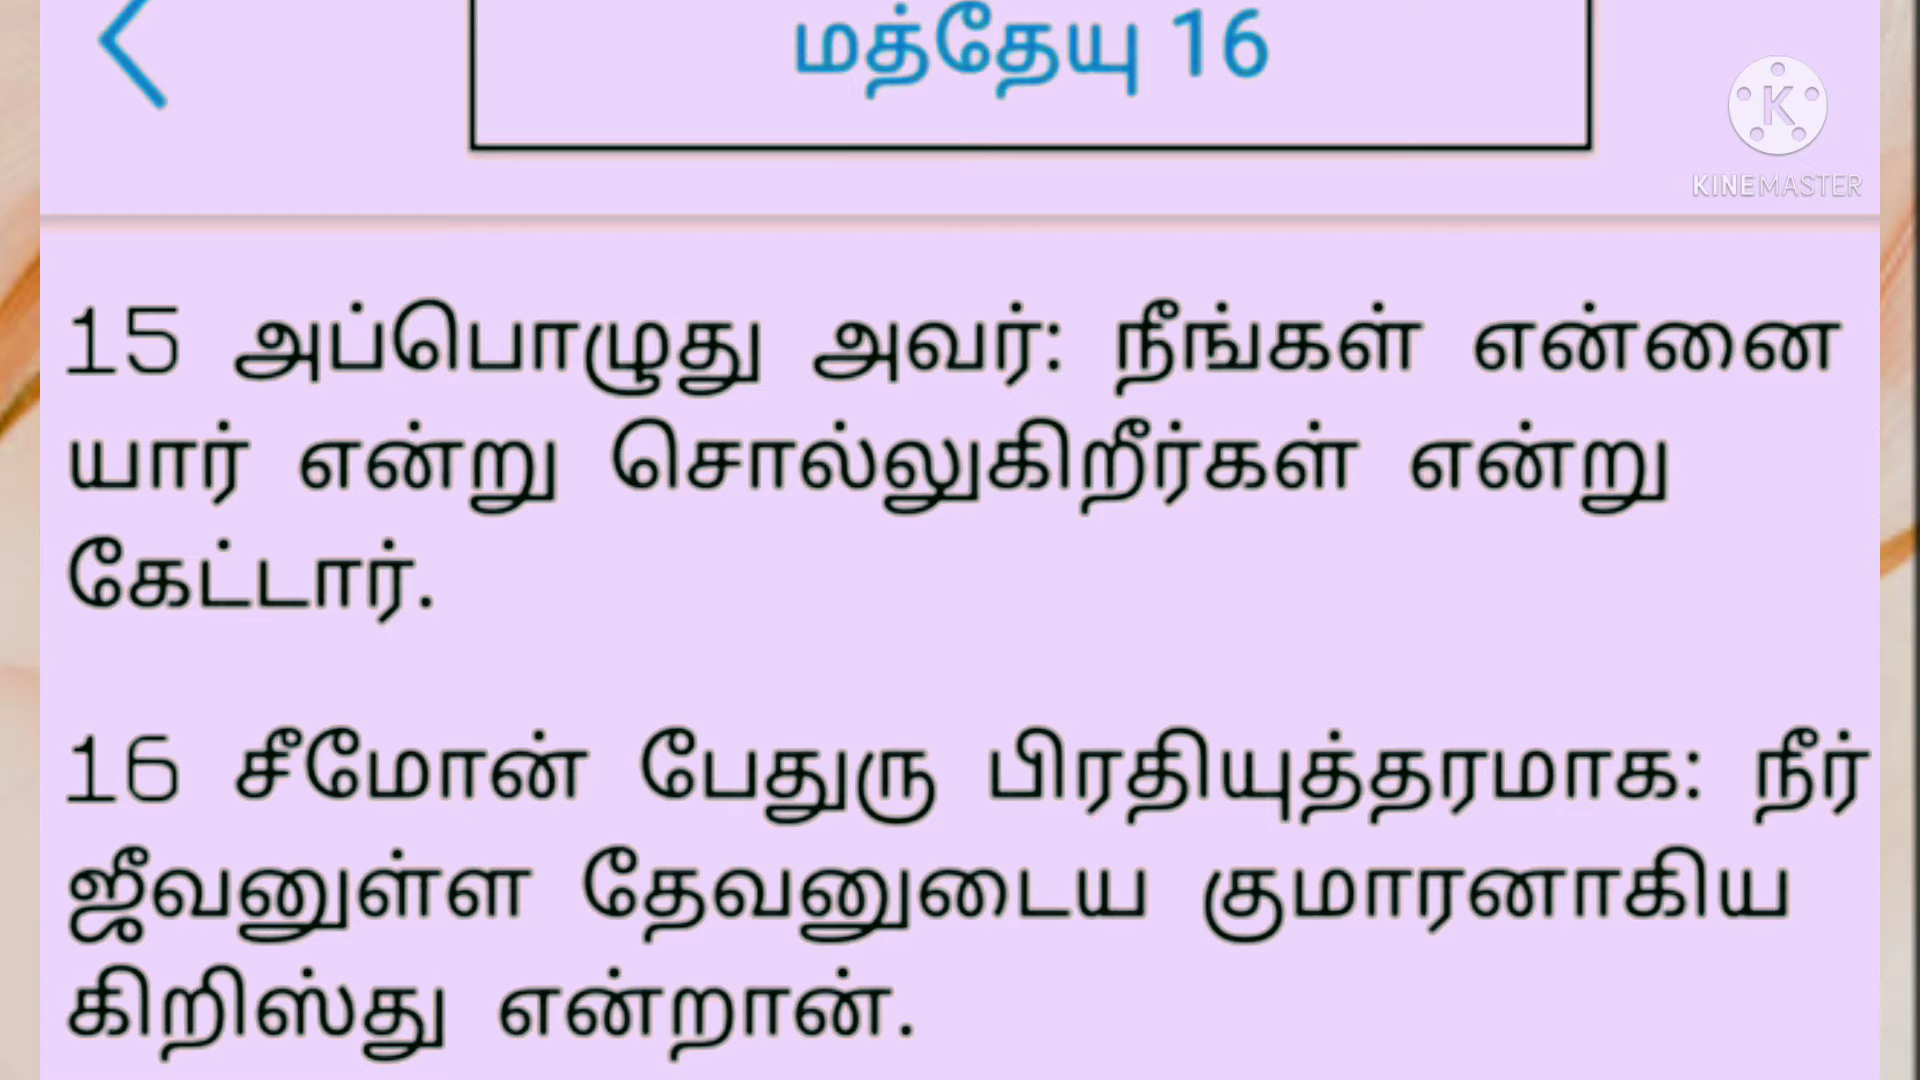 மத்தேயு 16
KINEMASTER
15 அப்பொழுது அவர்: நீங்கள் என்னை
யார் என்று சொல்லுகிறீர்கள் என்று
கேட்டார்.
16 சீமோன் பேதுரு பிரதியுத்தரமாக: நீர்
ஜீவனுள்ள தேவனுடைய குமாரனாகிய
கிறிஸ்து என்றான்.